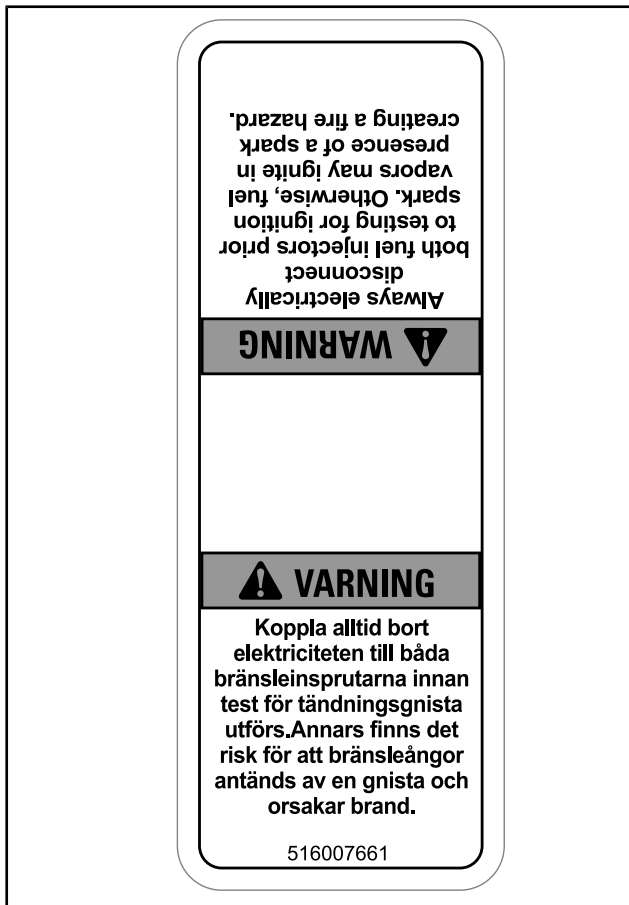 WARNING
Always electrically
disconnect
both fuel injectors prior
to testing for ignition
spark. Otherwise, fuel
vapors may ignite in
presence of a spark
creating a fire hazard.
VARNING
Koppla alltid bort
elektriciteten till båda
bränsleinsprutarna innan
test för tändningsgnista
utförs.Annars finns det
risk för att bränsleångor
antänds av en gnista och
orsakar brand.
516007661